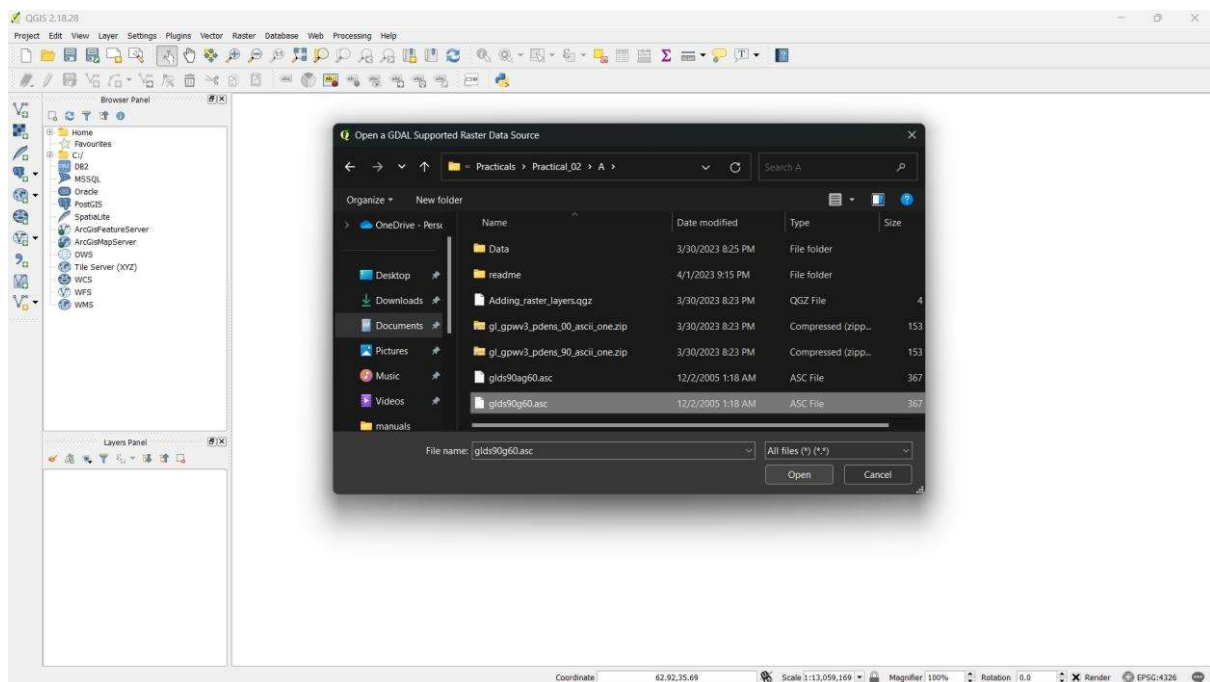 QGIS 2.18.28
Project Edit View Layer Settings Plugins Vector Raster Database Web Processing Help
CSW
Browser Panel
Home
Favourites
C:/
DB2
MSSQL
Oracle
PostGIS
SpatiaLite
ArcGisFeatureServer
ArcGisMapServer
OWS
Tile Server (XYZ)
WCS
WFS
WMS
Layers Panel
Open a GDAL Supported Raster Data Source
« Practicals > Practical_02 > A >
Search A
Organize New folder
OneDrive - Pers
Desktop
Downloads
Documents
Pictures
Music
Videos
manuals
Name Date modified Type Size
Data 3/30/2023 8:25 PM File folder
readme 4/1/2023 9:15 PM File folder
Adding_raster_layers.qgz 3/30/2023 8:23 PM QGZ File 4
gl_gpwv3_pdens_00_ascii_one.zip 3/30/2023 8:23 PM Compressed (zipp... 153
gl_gpwv3_pdens_90_ascii_one.zip 3/30/2023 8:23 PM Compressed (zipp... 153
glds90ag60.asc 12/2/2005 1:18 AM ASC File 367
glds90g60.asc 12/2/2005 1:18 AM ASC File 367
File name: glds90g60.asc All files (*) (*.*)
Open Cancel
Coordinate 62.92,35.69 Scale 1:13,059,169 Magnifier 100% Rotation 0.0 Render EPSG:4326